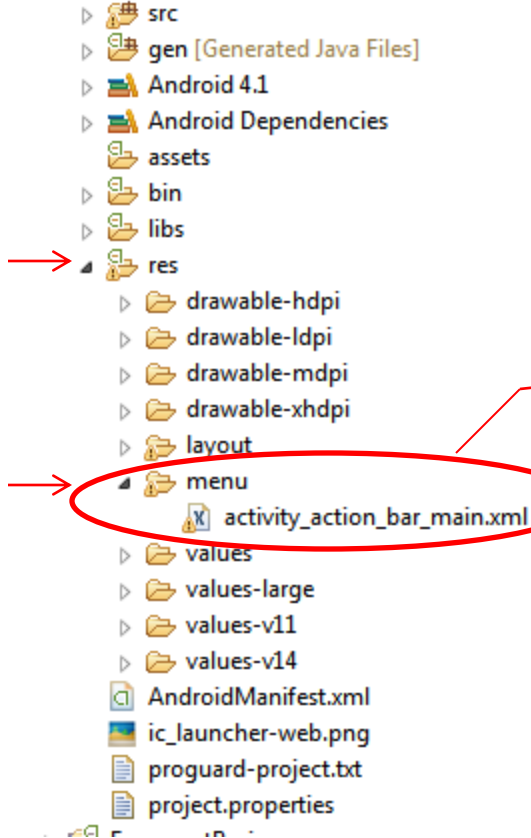 src
gen [Generated Java Files]
Android 4.1
Android Dependencies
assets
bin
libs
res
drawable-hdpi
drawable-ldpi
drawable-mdpi
drawable-xhdpi
layout
menu
activity_action_bar_main.xml
values
values-large
values-v11
values-v14
AndroidManifest.xml
ic_launcher-web.png
proguard-project.txt
project.properties